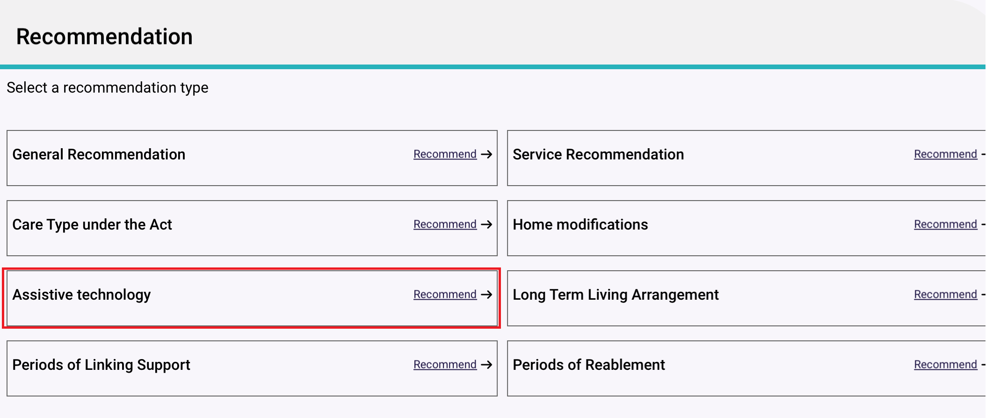 Recommendation
Select a recommendation type
General Recommendation Recommend →
Service Recommendation Recommend
Care Type under the Act Recommend →
Home modifications Recommend
Assistive technology Recommend →
Long Term Living Arrangement Recommend
Periods of Linking Support Recommend →
Periods of Reablement Recommend